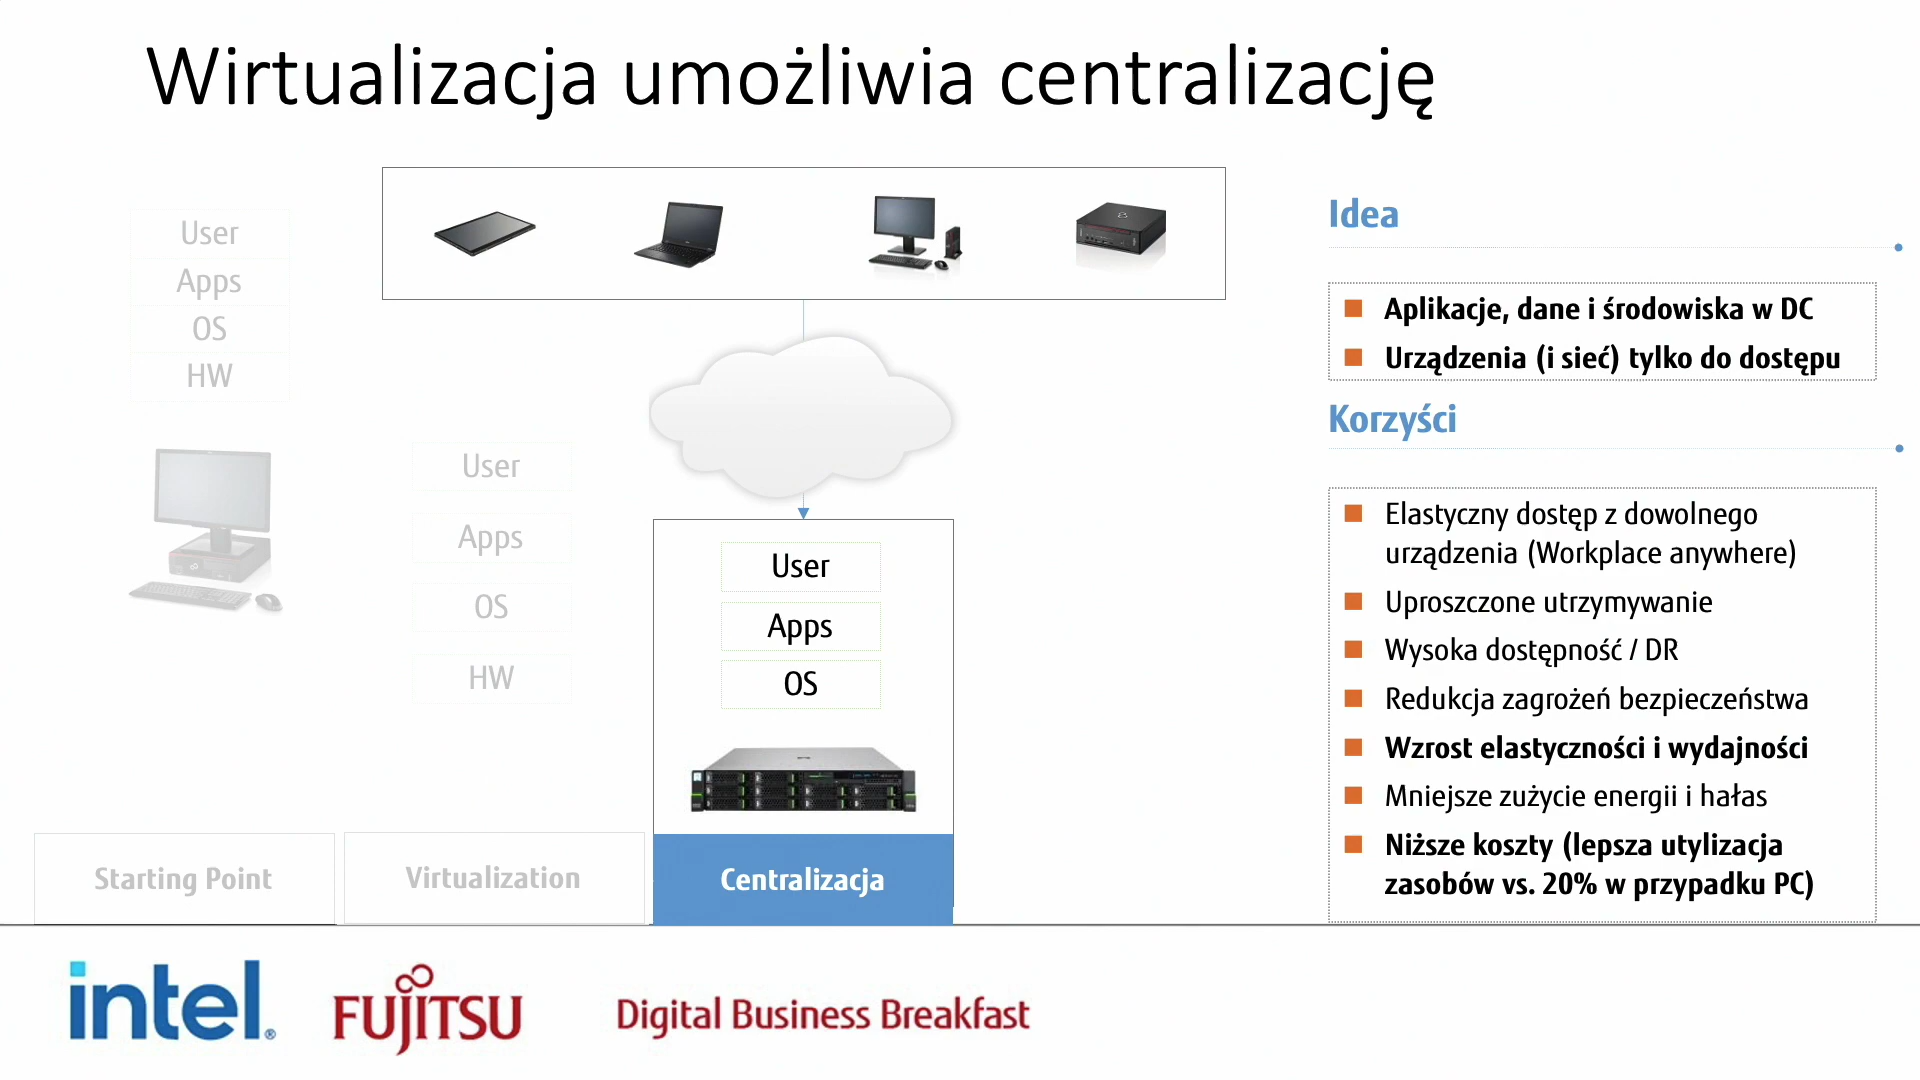 Wirtualizacja umożliwia centralizację
User
Apps
OS
HW
User
Apps
OS
HW
User
Apps
OS
Starting Point
Virtualization
Centralizacja
Idea
Aplikacje, dane i środowiska w DC
Urządzenia (i sieć) tylko do dostępu
Korzyści
Elastyczny dostęp z dowolnego
urządzenia (Workplace anywhere)
Uproszczone utrzymywanie
Wysoka dostępność / DR
Redukcja zagrożeń bezpieczeństwa
Wzrost elastyczności i wydajności
Mniejsze zużycie energii i hałas
Niższe koszty (lepsza utylizacja
zasobów vs. 20% w przypadku PC)
intel®
FUJITSU
Digital Business Breakfast